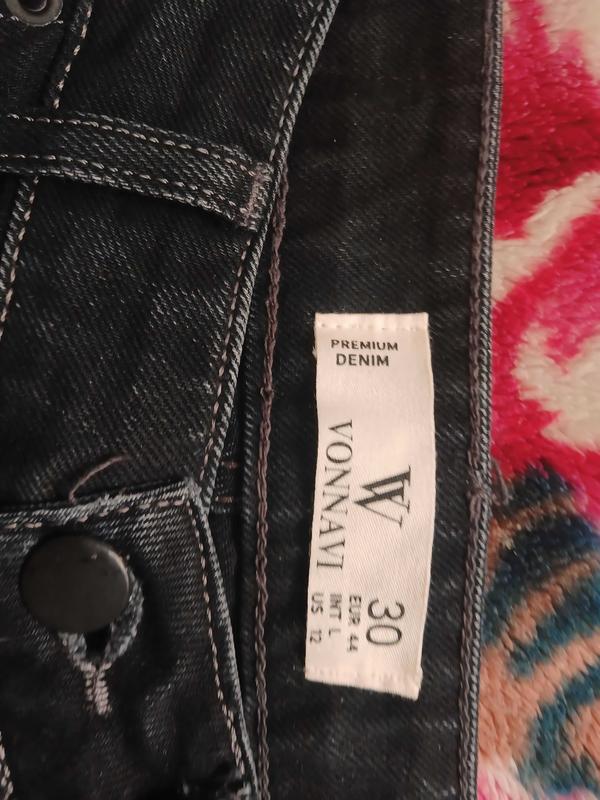 PREMIUM
DENIM
W
VONNAVI
30
EUR 44
INT L
US 12